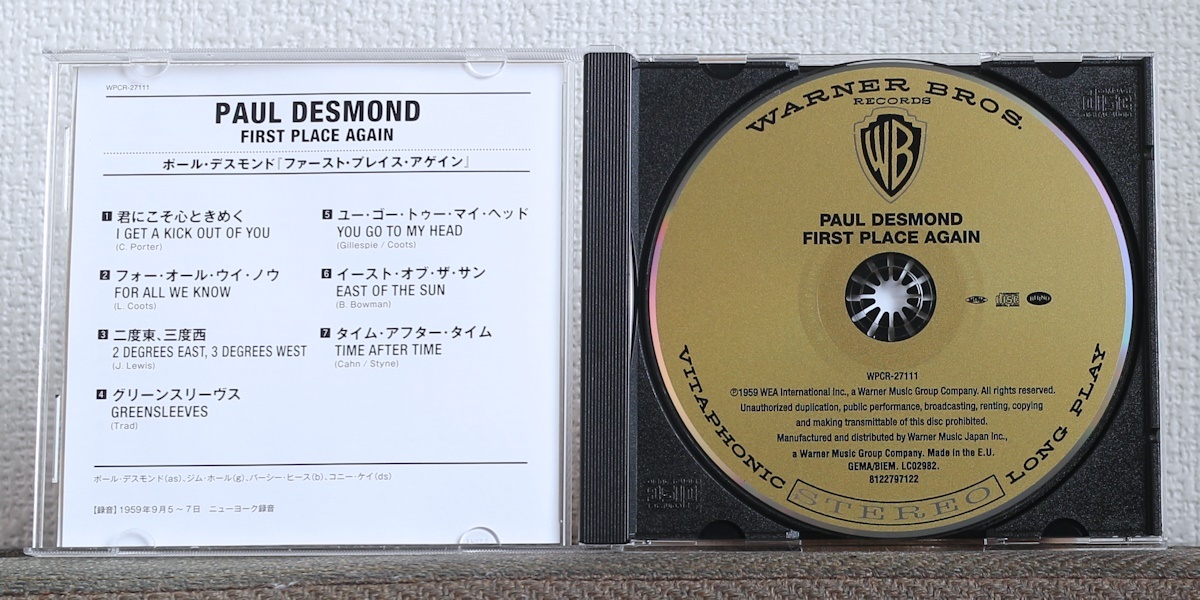 WPCR-27111
PAUL DESMOND
FIRST PLACE AGAIN
ポール・デスモンド『ファースト・プレイス・アゲイン』
1 君にこそ心ときめく
I GET A KICK OUT OF YOU
(C. Porter)
2 フォー・オール・ウイ・ノウ
FOR ALL WE KNOW
(L. Coots)
3 二度東、三度西
2 DEGREES EAST, 3 DEGREES WEST
(J. Lewis)
4 グリーンスリーヴス
GREENSLEEVES
(Trad)
5 ユー・ゴー・トゥー・マイ・ヘッド
YOU GO TO MY HEAD
(Gillespie / Coots)
6 イースト・オブ・ザ・サン
EAST OF THE SUN
(B. Bowman)
7 タイム・アフター・タイム
TIME AFTER TIME
(Cahn / Styne)
ポール・デスモンド(as)、ジム・ホール(g)、パーシー・ヒース(b)、コニー・ケイ(ds)
【録音】1959年9月5～7日 ニューヨーク録音
WARNER BROS.
RECORDS
WB
PAUL DESMOND
FIRST PLACE AGAIN
RHINO
WPCR-27111
℗1959 WEA International Inc., a Warner Music Group Company. All rights reserved.
Unauthorized duplication, public performance, broadcasting, renting, copying
and making transmittable of this disc prohibited.
Manufactured and distributed by Warner Music Japan Inc.,
a Warner Music Group Company. Made in the E.U.
GEMA/BIEM. LC02982.
8122797122
VITAPHONIC STEREO LONG PLAY
COMPACT
disc
DIGITAL AUDIO